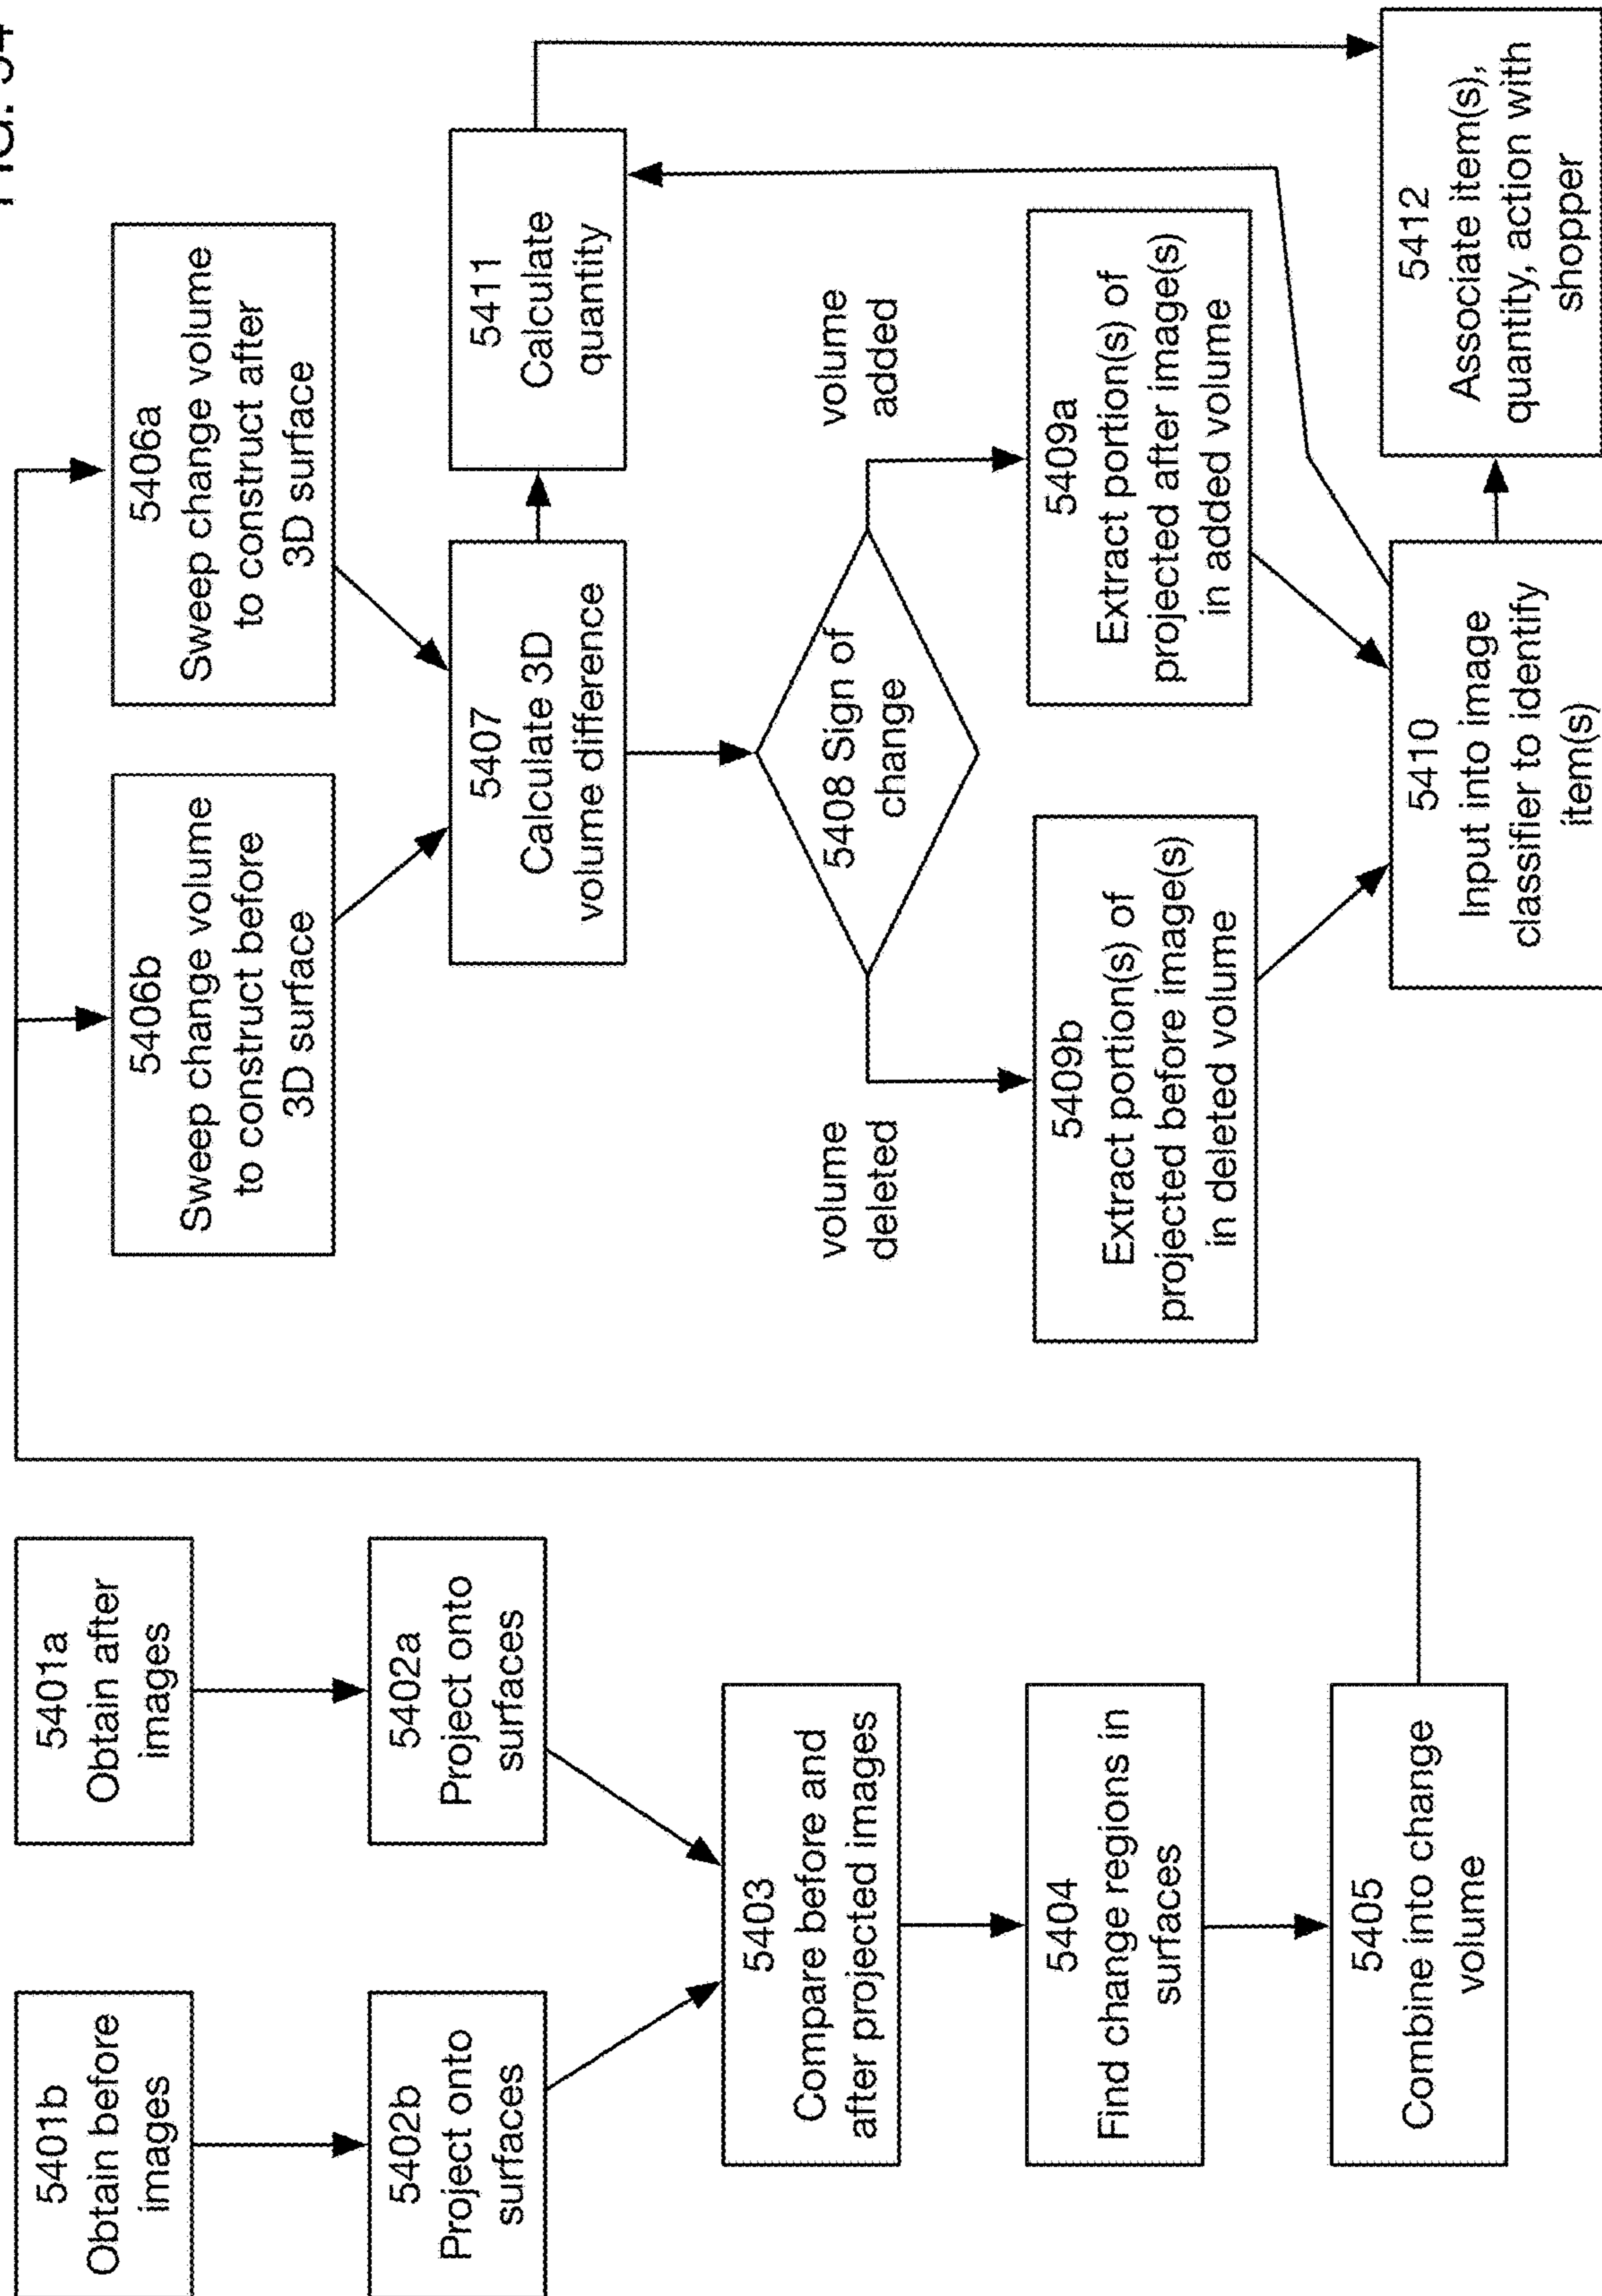 FIG. 54
5401b
Obtain before
images
5401a
Obtain after
images
5402b
Project onto
surfaces
5402a
Project onto
surfaces
5403
Compare before and
after projected images
5404
Find change regions in
surfaces
5405
Combine into change
volume
5406b
Sweep change volume
to construct before
3D surface
5406a
Sweep change volume
to construct after
3D surface
5407
Calculate 3D
volume difference
5411
Calculate
quantity
5408 Sign of
change
volume
deleted
volume
added
5409b
Extract portion(s) of
projected before image(s)
in deleted volume
5409a
Extract portion(s) of
projected after image(s)
in added volume
5410
Input into image
classifier to identify
item(s)
5412
Associate item(s),
quantity, action with
shopper